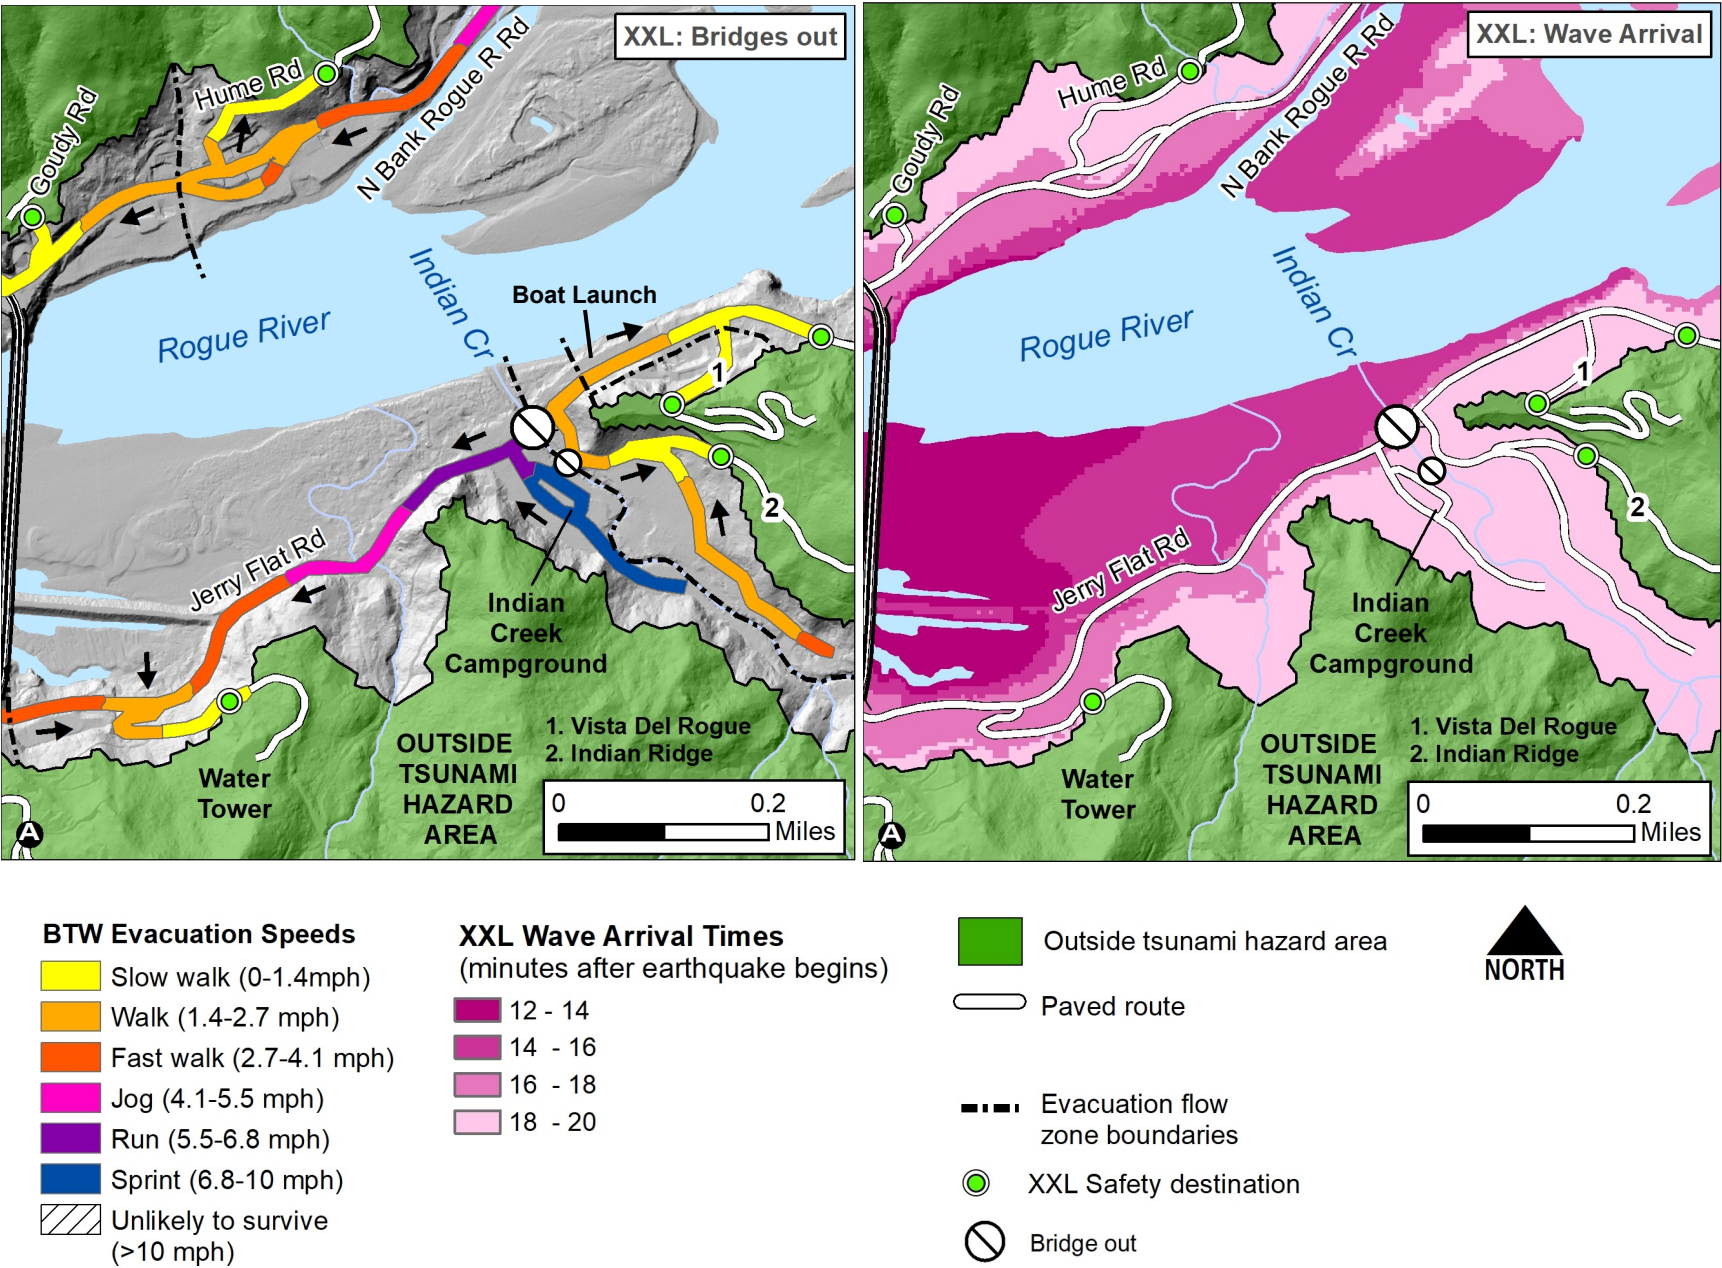 XXL: Bridges out
Hume Rd
Goudy Rd
N Bank Rogue R Rd
Indian Cr
Boat Launch
Rogue River
1
2
Jerry Flat Rd
Indian
Creek
Campground
1. Vista Del Rogue
2. Indian Ridge
OUTSIDE
TSUNAMI
HAZARD
AREA
Water
Tower
0 0.2
Miles
A
XXL: Wave Arrival
Hume Rd
Goudy Rd
N Bank Rogue R Rd
Indian Cr
Rogue River
1
2
Jerry Flat Rd
Indian
Creek
Campground
1. Vista Del Rogue
2. Indian Ridge
OUTSIDE
TSUNAMI
HAZARD
AREA
Water
Tower
0 0.2
Miles
A
BTW Evacuation Speeds
Slow walk (0-1.4mph)
Walk (1.4-2.7 mph)
Fast walk (2.7-4.1 mph)
Jog (4.1-5.5 mph)
Run (5.5-6.8 mph)
Sprint (6.8-10 mph)
Unlikely to survive
(>10 mph)
XXL Wave Arrival Times
(minutes after earthquake begins)
12 - 14
14 - 16
16 - 18
18 - 20
Outside tsunami hazard area
Paved route
Evacuation flow
zone boundaries
XXL Safety destination
Bridge out
NORTH